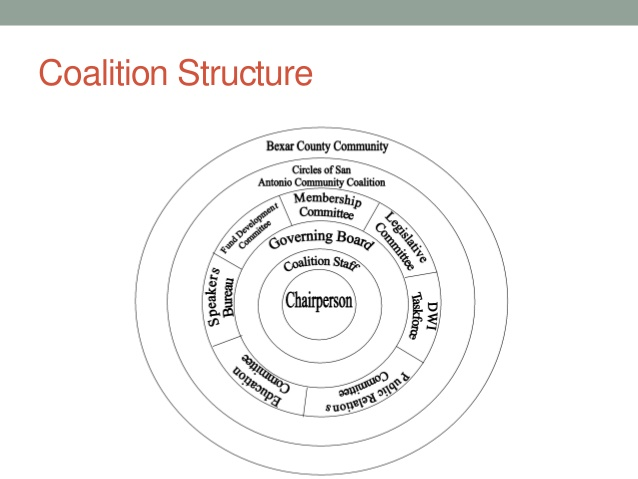 Coalition Structure
Bexar County Community
Circles of San
Antonio Community Coalition
Membership
Committee
Legislative
Committee
DWI
Taskforce
Public Relations
Committee
Education
Committee
Speakers
Bureau
Fund Development
Committee
Governing Board
Coalition Staff
Chairperson